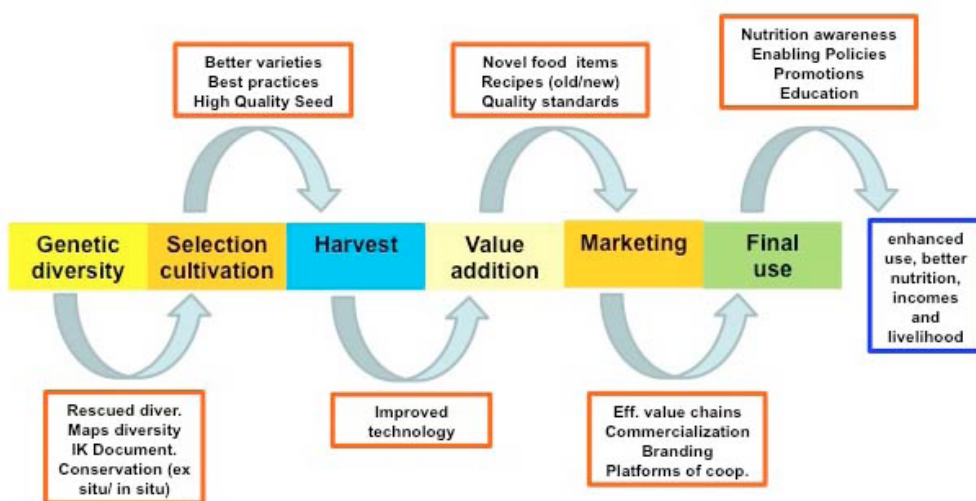 Better varieties
Best practices
High Quality Seed
Novel food items
Recipes (old/new)
Quality standards
Nutrition awareness
Enabling Policies
Promotions
Education
Genetic
diversity
Selection
cultivation
Harvest
Value
addition
Marketing
Final
use
enhanced
use, better
nutrition,
incomes
and
livelihood
Rescued diver.
Maps diversity
IK Document.
Conservation (ex
situ/ in situ)
Improved
technology
Eff. value chains
Commercialization
Branding
Platforms of coop.